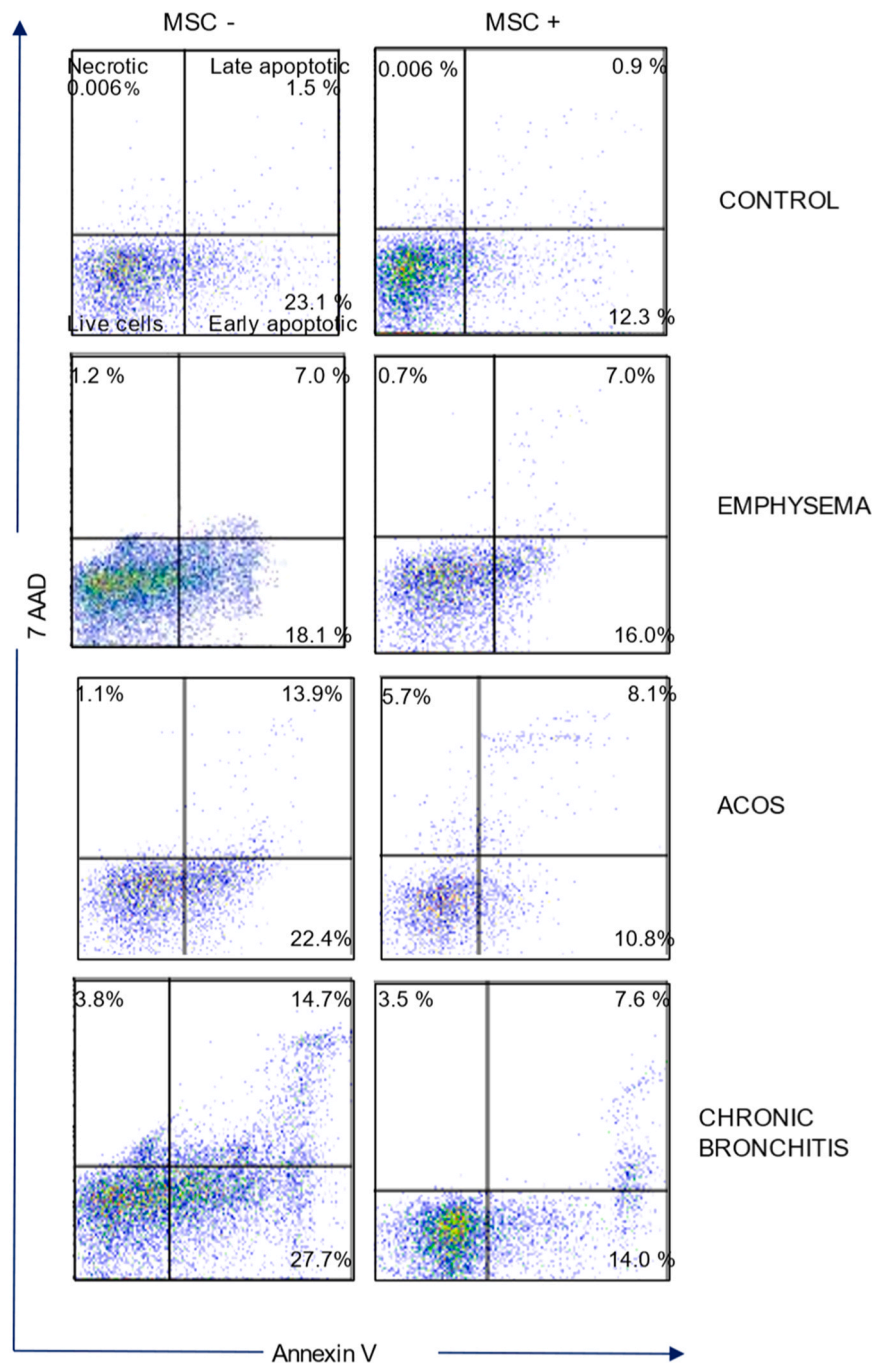 MSC -
MSC +
Necrotic
0.006%
Late apoptotic
1.5 %
0.006 %
0.9 %
CONTROL
23.1 %
Live cells
Early apoptotic
12.3 %
1.2 %
7.0 %
0.7%
7.0%
EMPHYSEMA
7 AAD
18.1 %
16.0%
1.1%
13.9%
5.7%
8.1%
ACOS
22.4%
10.8%
3.8%
14.7%
3.5 %
7.6 %
CHRONIC
BRONCHITIS
27.7%
14.0 %
Annexin V